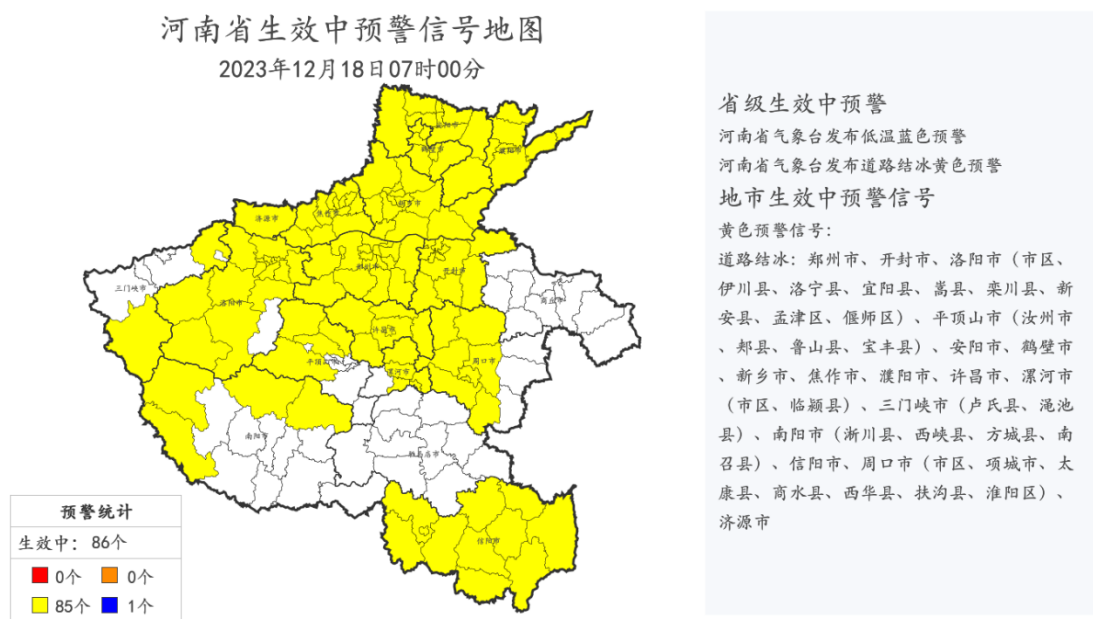 河南省生效中预警信号地图
2023年12月18日07时00分
安阳市
鹤壁市
濮阳市
新乡市
焦作市
济源市
三门峡市
洛阳市
郑州市
开封市
商丘市
许昌市
平顶山市
漯河市
周口市
南阳市
驻马店市
信阳市
预警统计
生效中：86个
0个 0个
85个 1个
省级生效中预警
河南省气象台发布低温蓝色预警
河南省气象台发布道路结冰黄色预警
地市生效中预警信号
黄色预警信号：
道路结冰：郑州市、开封市、洛阳市（市区、
伊川县、洛宁县、宜阳县、嵩县、栾川县、新
安县、孟津区、偃师区）、平顶山市（汝州市
、郏县、鲁山县、宝丰县）、安阳市、鹤壁市
、新乡市、焦作市、濮阳市、许昌市、漯河市
（市区、临颍县）、三门峡市（卢氏县、渑池
县）、南阳市（淅川县、西峡县、方城县、南
召县）、信阳市、周口市（市区、项城市、太
康县、商水县、西华县、扶沟县、淮阳区）、
济源市